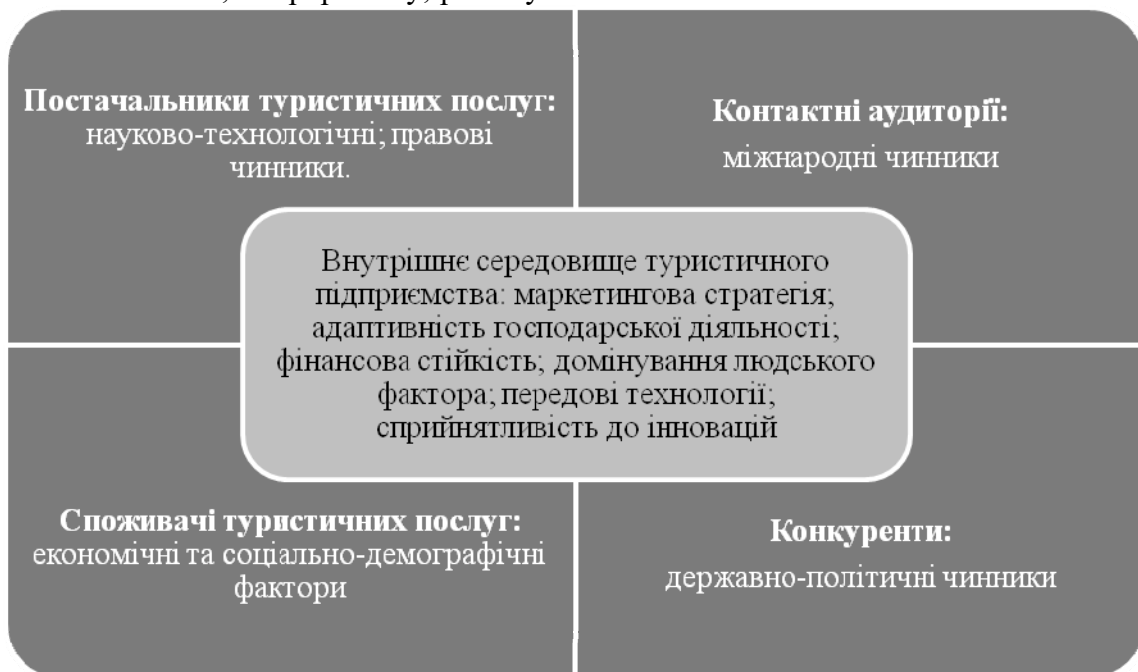 Постачальники туристичних послуг:
науково-технологічні; правові
чинники.
Контактні аудиторії:
міжнародні чинники
Внутрішнє середовище туристичного
підприємства: маркетингова стратегія;
адаптивність господарської діяльності;
фінансова стійкість; домінування людського
фактора; передові технології;
сприйнятливість до інновацій
Споживачі туристичних послуг:
економічні та соціально-демографічні
фактори
Конкуренти:
державно-політичні чинники